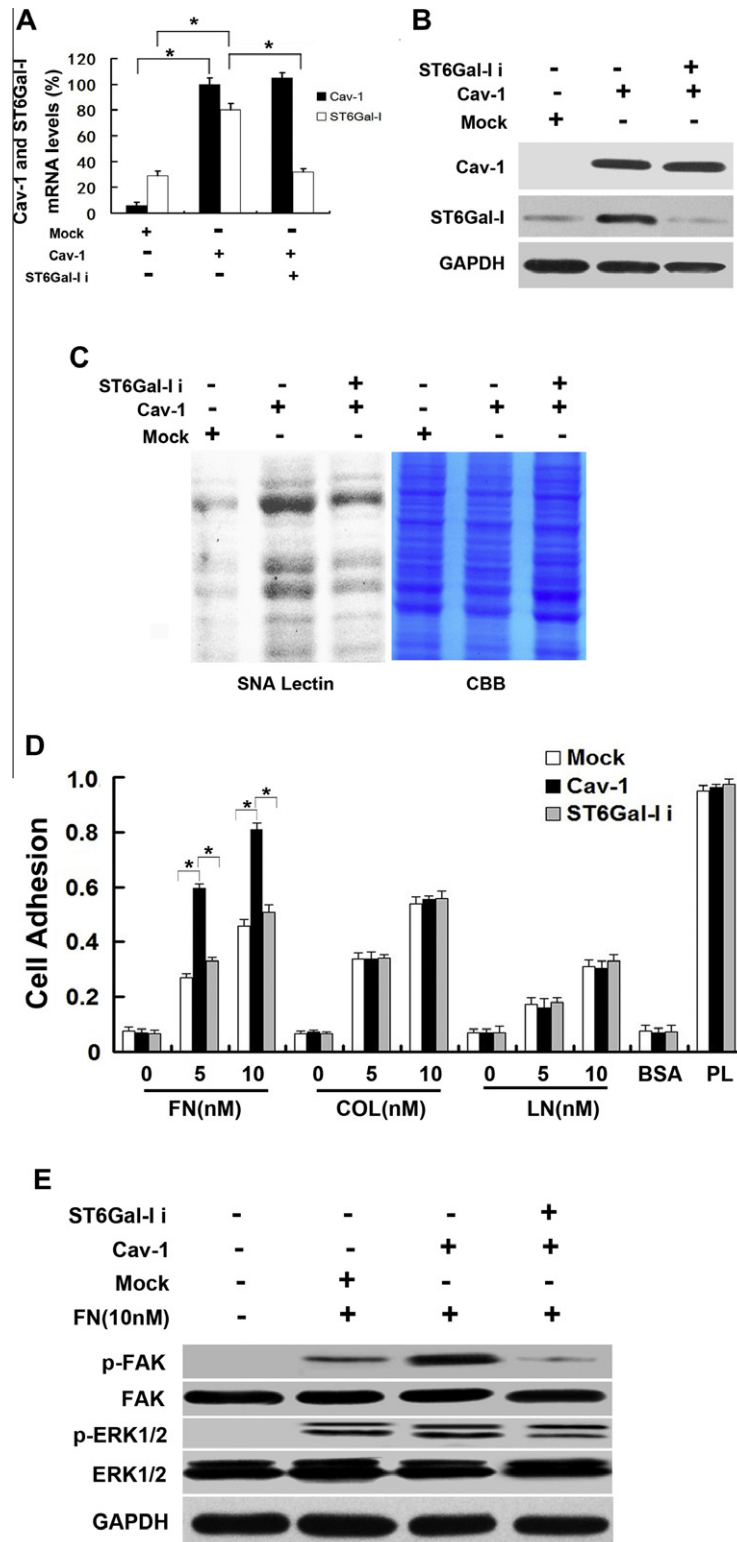 A
Cav-1 and ST6Gal-I
mRNA levels (%)
* * *
120
100
80
60
40
20
0
Cav-1
ST6Gal-I
Mock + - -
Cav-1 - + +
ST6Gal-I i - - +
B
ST6Gal-I i - - +
Cav-1 - + +
Mock + - -
Cav-1
ST6Gal-I
GAPDH
C
ST6Gal-I i - - + - - +
Cav-1 - + + - + +
Mock + - - + - -
SNA Lectin CBB
D
Cell Adhesion
1.0
0.8
0.6
0.4
0.2
0
* * * *
Mock
Cav-1
ST6Gal-I i
0 5 10 0 5 10 0 5 10 BSA PL
FN(nM) COL(nM) LN(nM)
E
ST6Gal-I i - - - +
Cav-1 - - + +
Mock - + - -
FN(10nM) - + + +
p-FAK
FAK
p-ERK1/2
ERK1/2
GAPDH